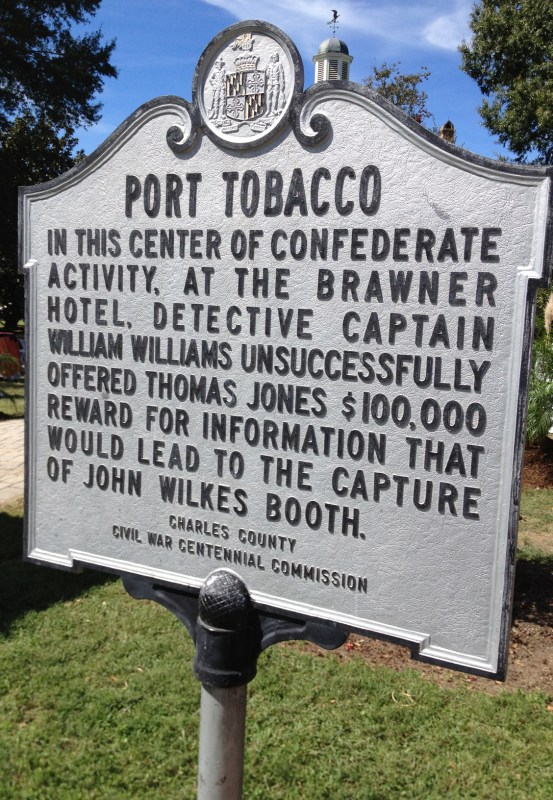 PORT TOBACCO
IN THIS CENTER OF CONFEDERATE
ACTIVITY, AT THE BRAWNER
HOTEL, DETECTIVE CAPTAIN
WILLIAM WILLIAMS UNSUCCESSFULLY
OFFERED THOMAS JONES $100,000
REWARD FOR INFORMATION THAT
WOULD LEAD TO THE CAPTURE
OF JOHN WILKES BOOTH.
CHARLES COUNTY
CIVIL WAR CENTENNIAL COMMISSION